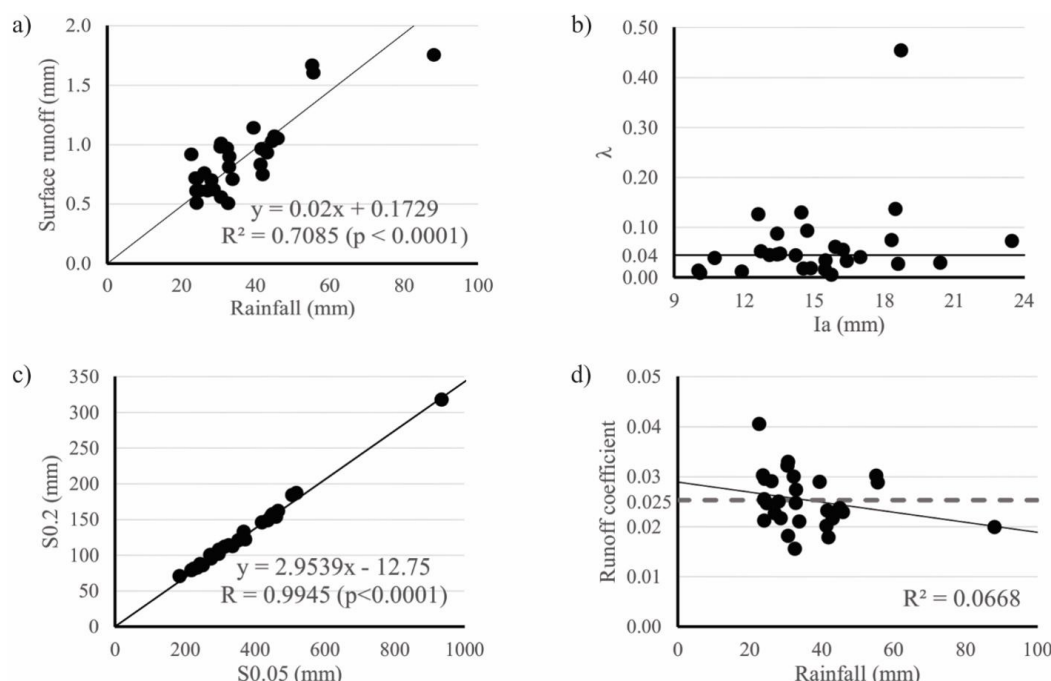 a)
2.0
1.5
1.0
0.5
0.0
Surface runoff (mm)
y = 0.02x + 0.1729
R² = 0.7085 (p < 0.0001)
0 20 40 60 80 100
Rainfall (mm)
b)
0.50
0.40
0.30
0.20
0.10
0.04
0.00
λ
9 12 15 18 21 24
Ia (mm)
c)
350
300
250
200
150
100
50
0
S0.2 (mm)
y = 2.9539x - 12.75
R = 0.9945 (p<0.0001)
0 200 400 600 800 1000
S0.05 (mm)
d)
0.05
0.04
0.03
0.025
0.02
0.01
0.00
Runoff coefficient
R² = 0.0668
0 20 40 60 80 100
Rainfall (mm)